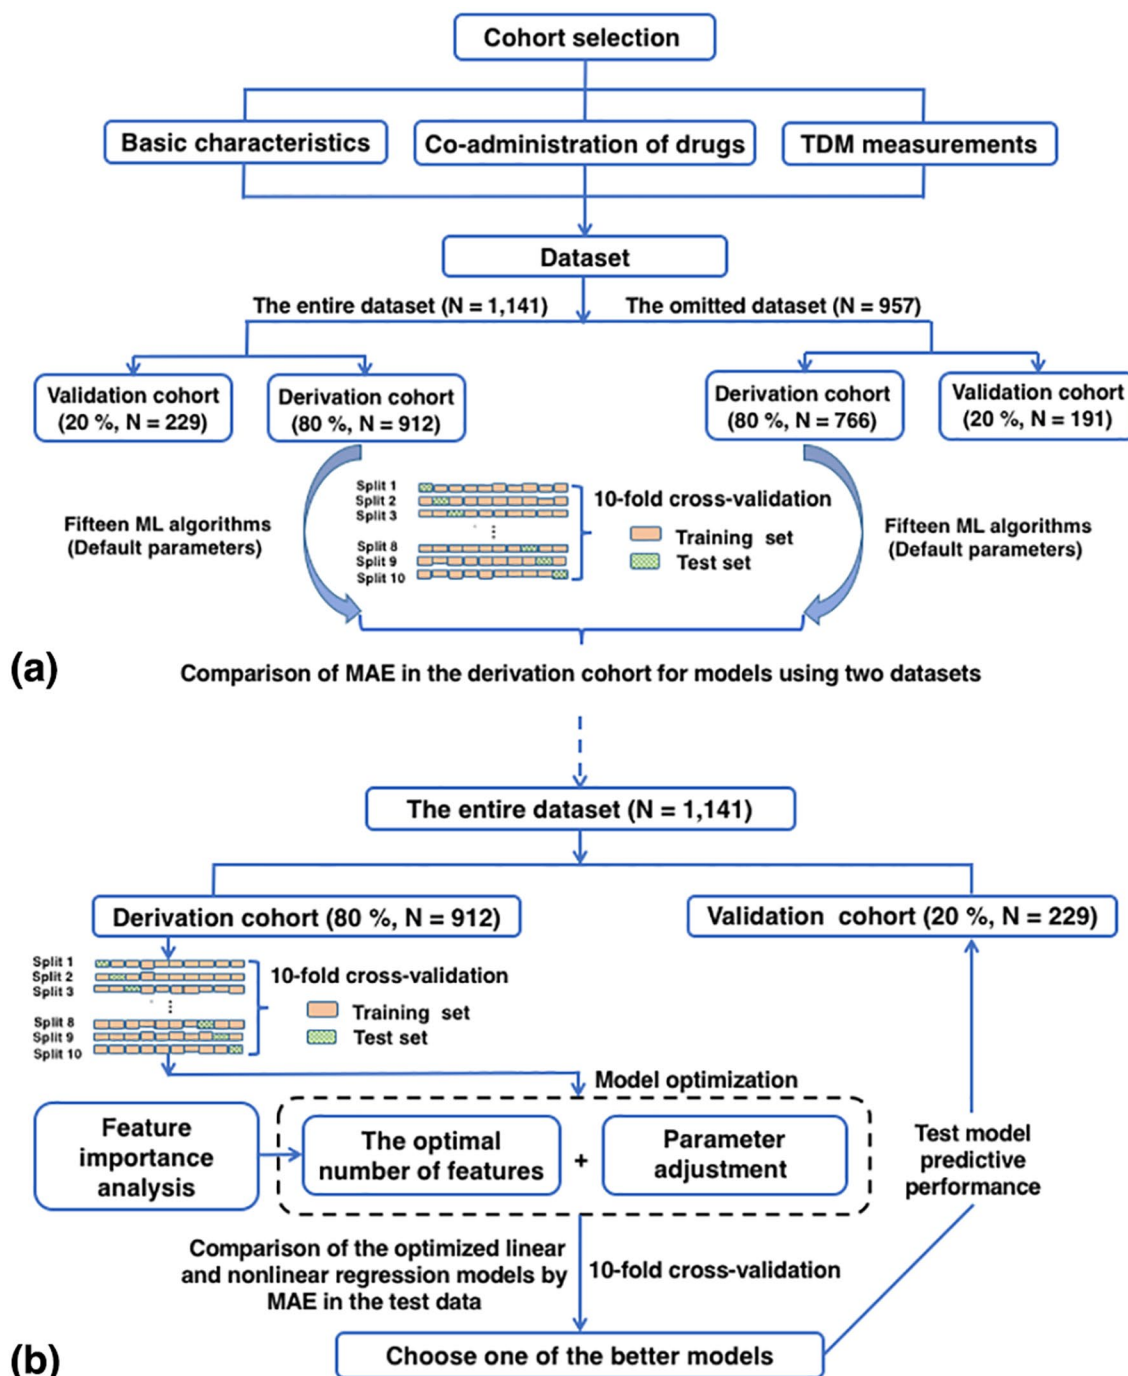 Cohort selection
Basic characteristics
Co-administration of drugs
TDM measurements
Dataset
The entire dataset (N = 1,141)
The omitted dataset (N = 957)
Validation cohort
(20 %, N = 229)
Derivation cohort
(80 %, N = 912)
Derivation cohort
(80 %, N = 766)
Validation cohort
(20 %, N = 191)
Fifteen ML algorithms
(Default parameters)
Split 1
Split 2
Split 3
⋮
Split 8
Split 9
Split 10
10-fold cross-validation
Training set
Test set
Fifteen ML algorithms
(Default parameters)
(a)
Comparison of MAE in the derivation cohort for models using two datasets
The entire dataset (N = 1,141)
Derivation cohort (80 %, N = 912)
Validation cohort (20 %, N = 229)
Split 1
Split 2
Split 3
⋮
Split 8
Split 9
Split 10
10-fold cross-validation
Training set
Test set
Model optimization
Feature
importance
analysis
The optimal
number of features
+
Parameter
adjustment
Test model
predictive
performance
Comparison of the optimized linear
and nonlinear regression models by
MAE in the test data
10-fold cross-validation
(b)
Choose one of the better models